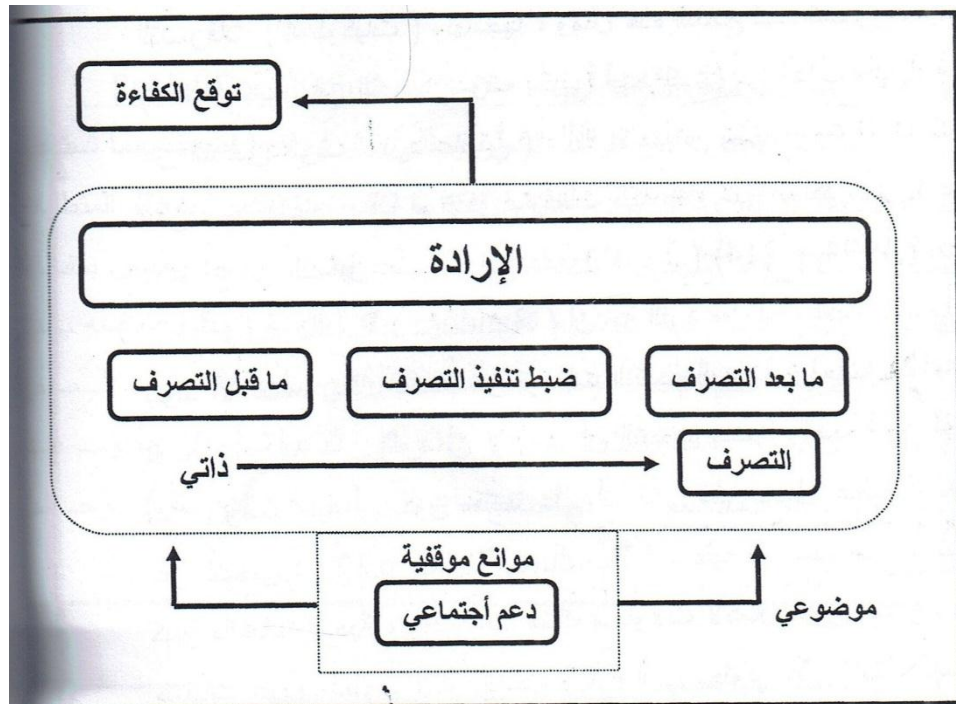 توقع الكفاءة
الإرادة
ما بعد التصرف
ضبط تنفيذ التصرف
ما قبل التصرف
التصرف
ذاتي
موانع موقفية
دعم أجتماعي
موضوعي